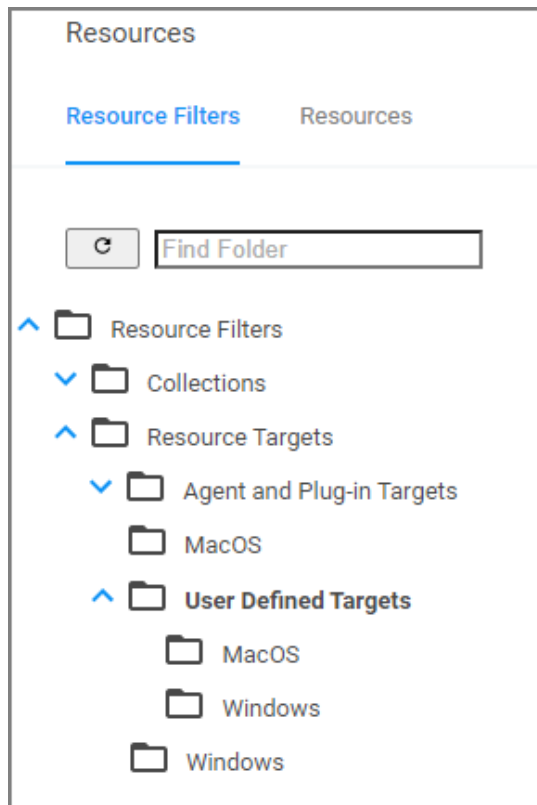 Resources
Resource Filters Resources
Find Folder
Resource Filters
Collections
Resource Targets
Agent and Plug-in Targets
MacOS
User Defined Targets
MacOS
Windows
Windows